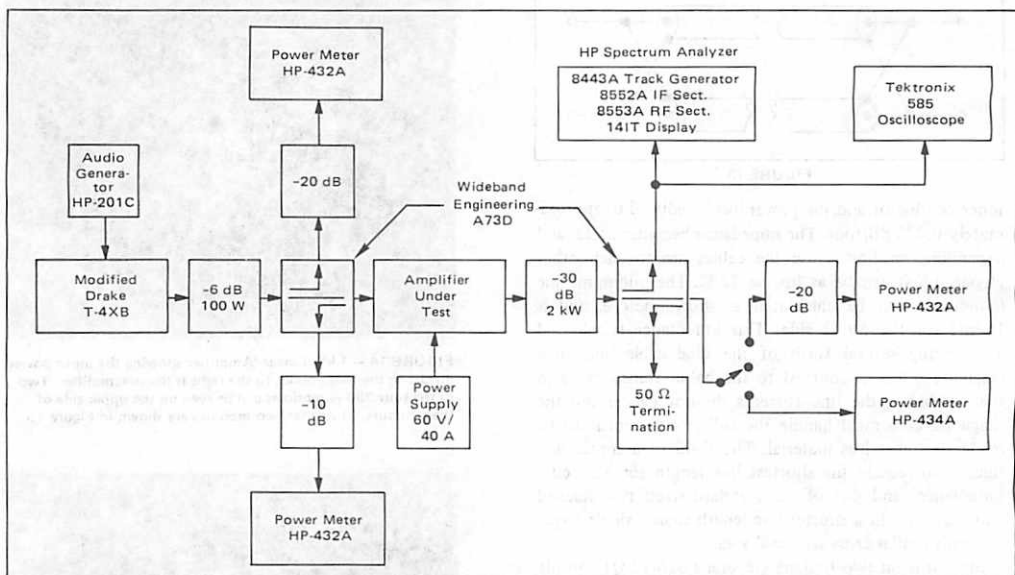 Power Meter
HP-432A
HP Spectrum Analyzer
8443A Track Generator
8552A IF Sect.
8553A RF Sect.
14IT Display
Tektronix
585
Oscilloscope
Audio
Genera-
tor
HP-201C
-20 dB
Wideband
Engineering
A73D
Modified
Drake
T-4XB
-6 dB
100 W
Amplifier
Under
Test
-30
dB
2 kW
-20
dB
Power Meter
HP-432A
-10
dB
Power
Supply
60 V/
40 A
50 Ω
Termi-
nation
Power Meter
HP-434A
Power Meter
HP-432A